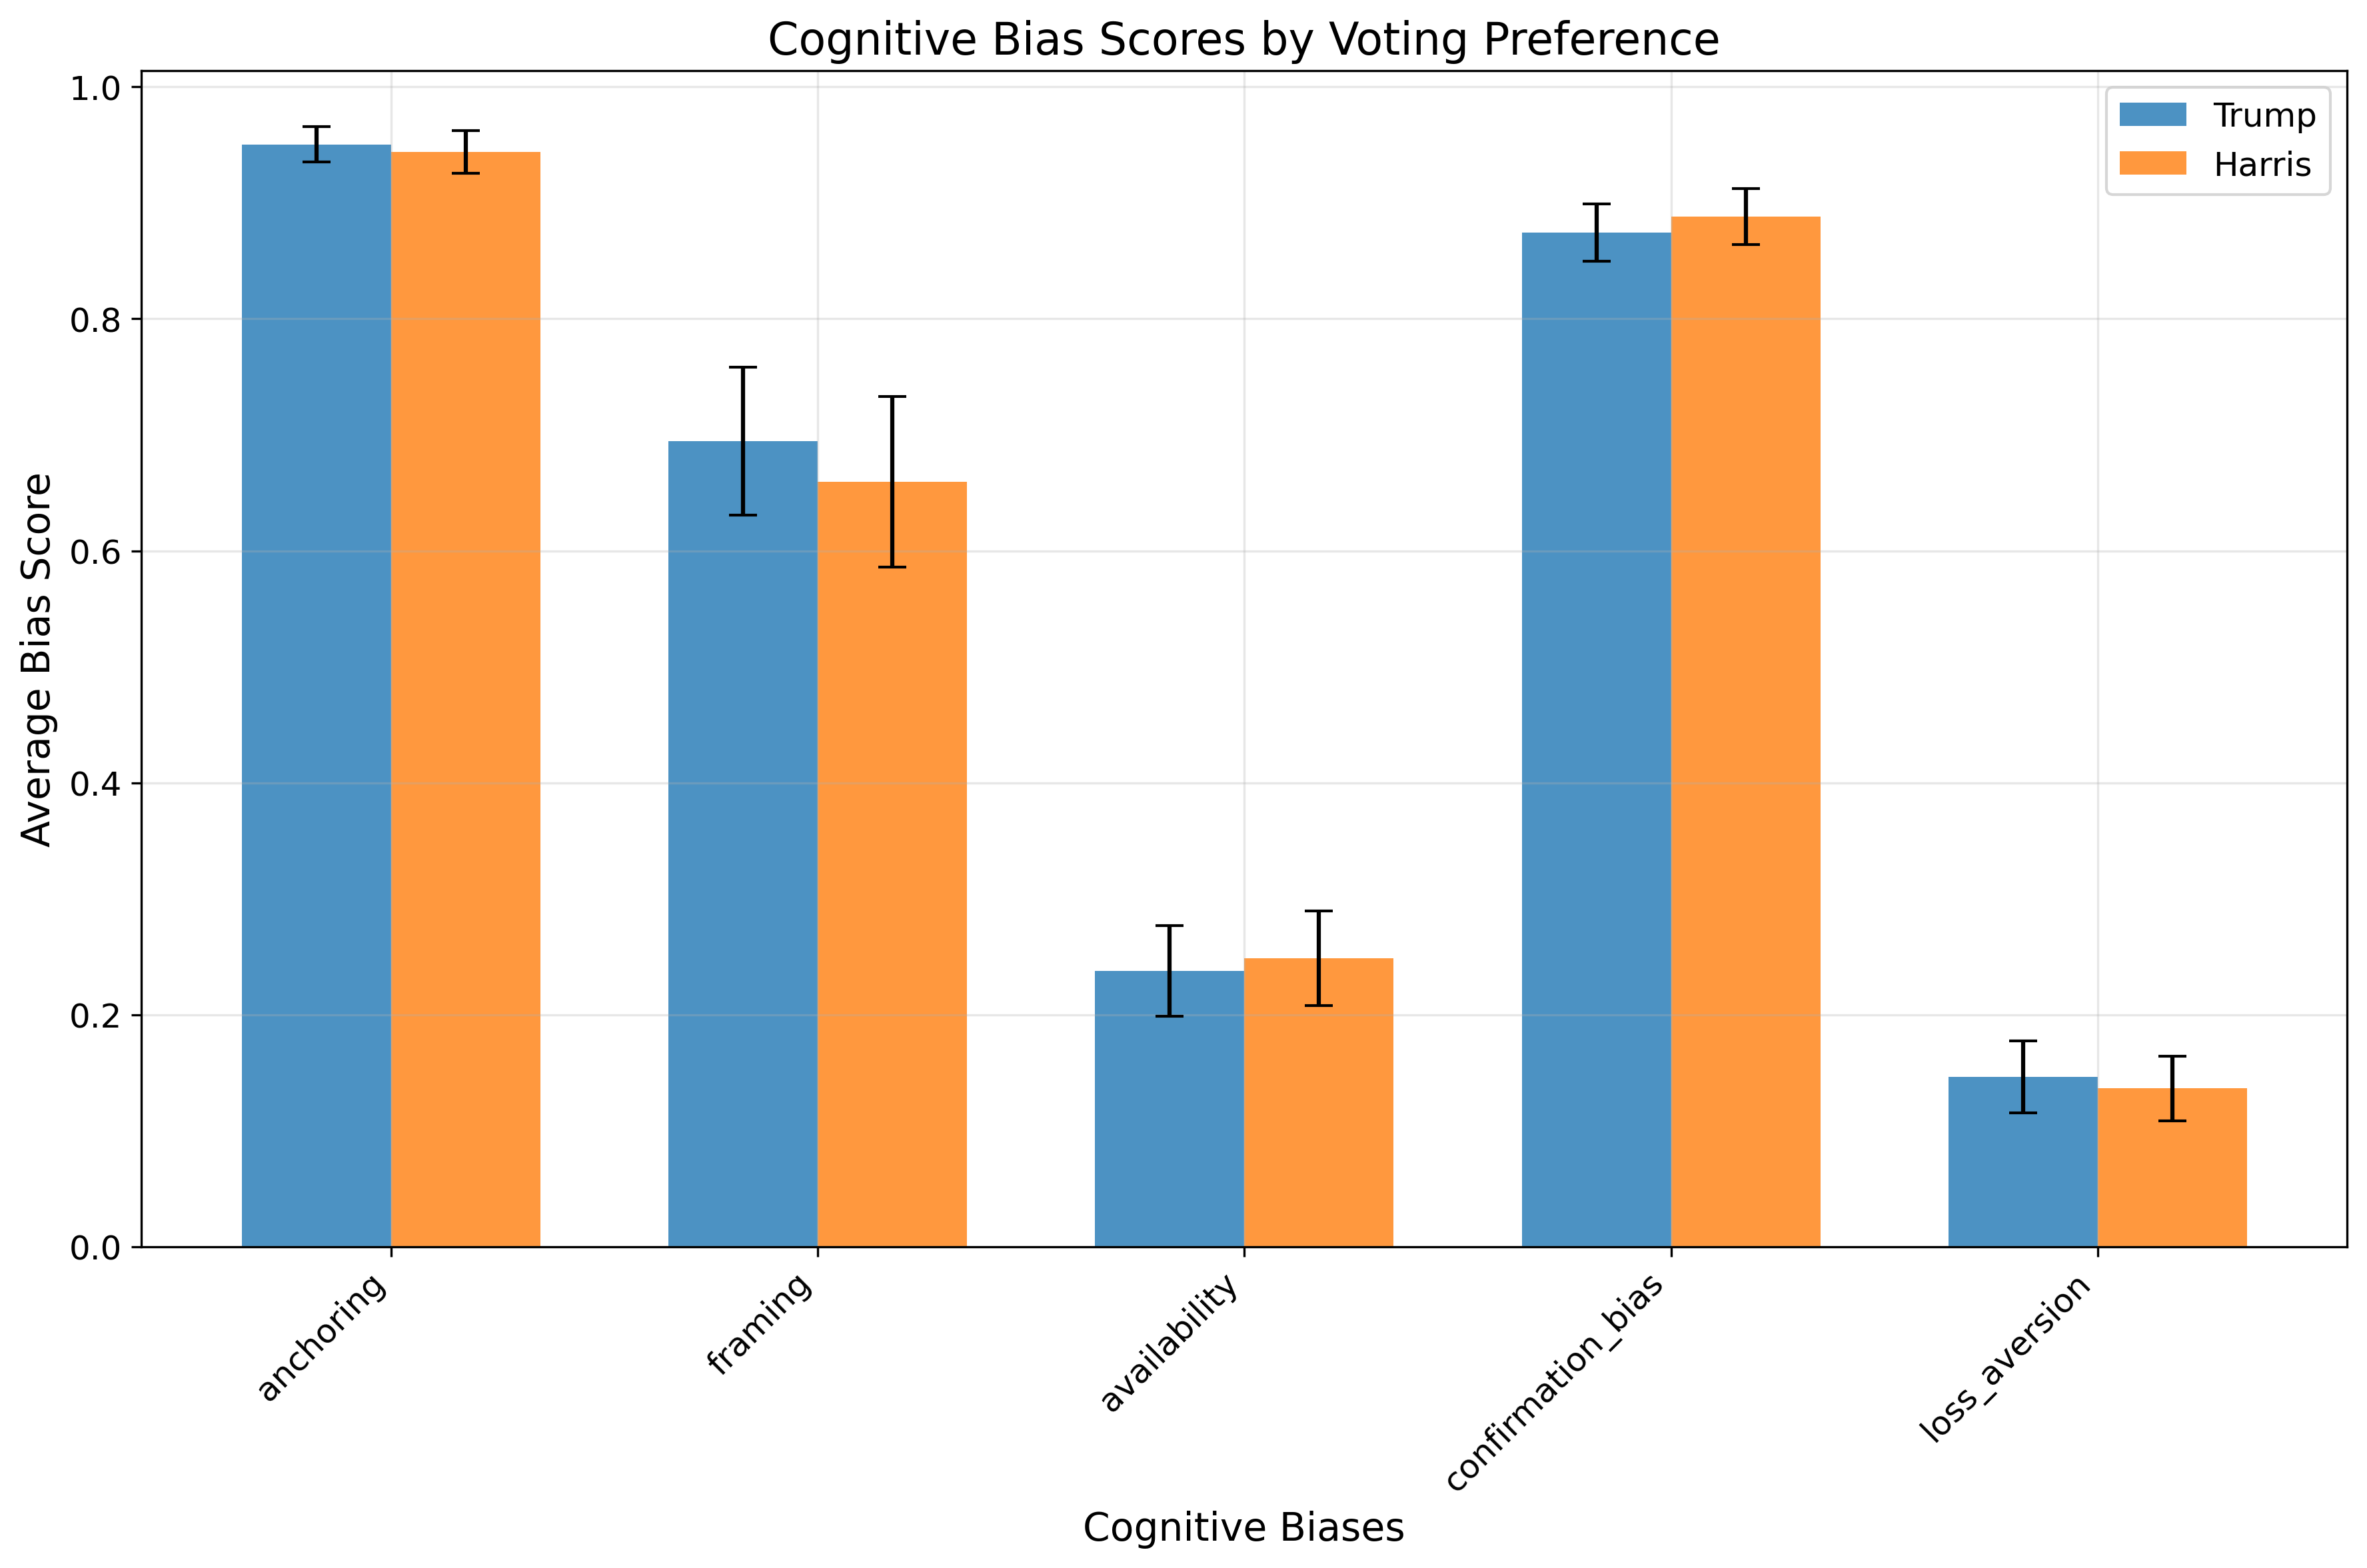 Cognitive Bias Scores by Voting Preference
1.0
0.8
0.6
0.4
0.2
0.0
Average Bias Score
Trump
Harris
anchoring
framing
availability
confirmation_bias
loss_aversion
Cognitive Biases